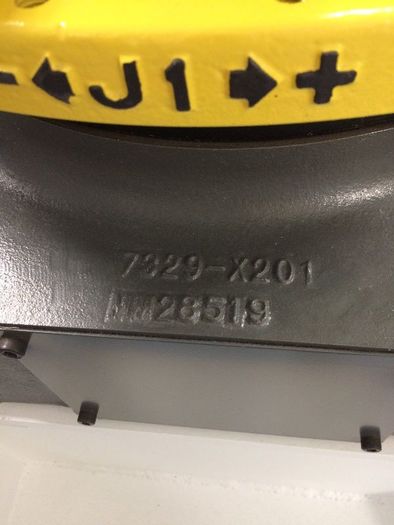 - ← J1 → +
7329-X201
28519